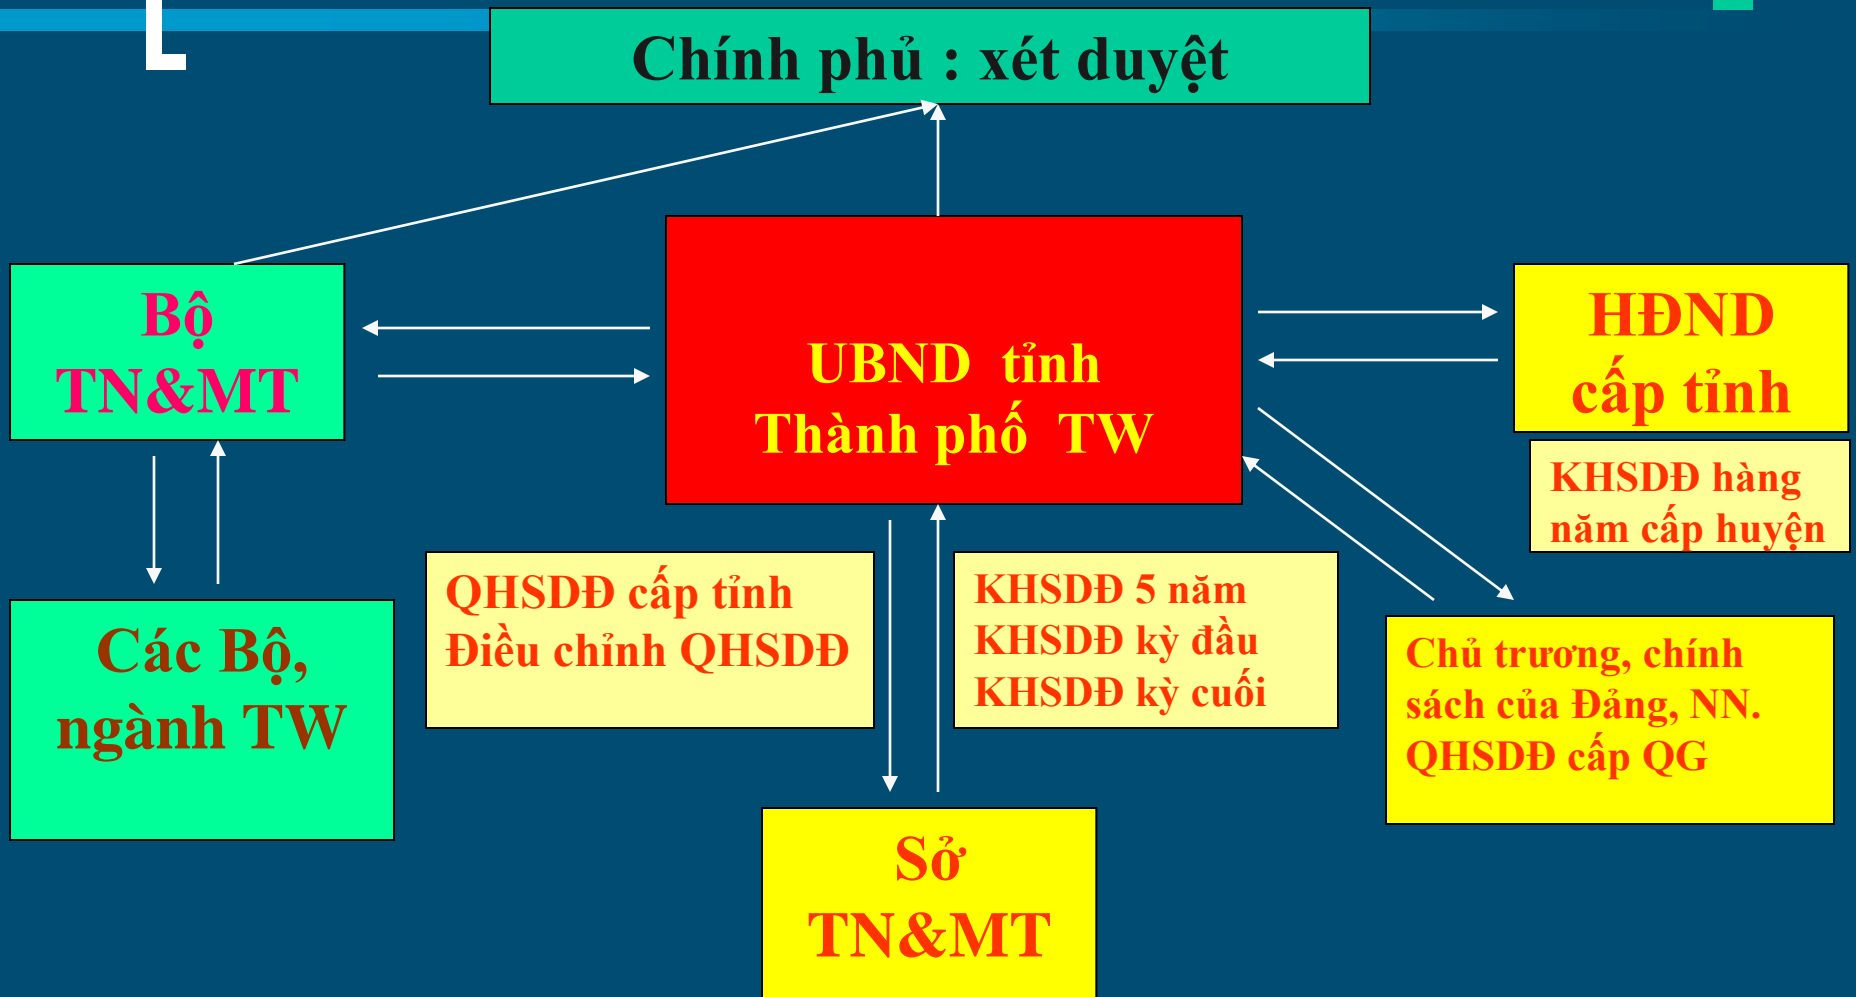 Chính phủ : xét duyệt
Bộ
TN&MT
UBND tỉnh
Thành phố TW
HĐND
cấp tỉnh
KHSDĐ hàng
năm cấp huyện
Các Bộ,
ngành TW
QHSDĐ cấp tỉnh
Điều chỉnh QHSDĐ
KHSDĐ 5 năm
KHSDĐ kỳ đầu
KHSDĐ kỳ cuối
Chủ trương, chính
sách của Đảng, NN.
QHSDĐ cấp QG
Sở
TN&MT